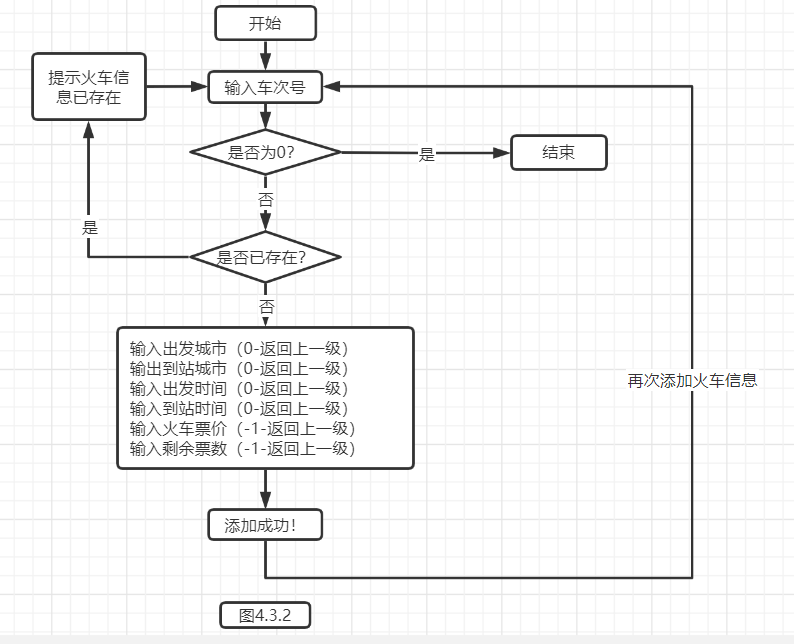 开始
提示火车信
息已存在
输入车次号
是否为0?
是
结束
否
是
是否已存在?
否
输入出发城市（0-返回上一级）
输出到站城市（0-返回上一级）
输入出发时间（0-返回上一级）
输入到站时间（0-返回上一级）
输入火车票价（-1-返回上一级）
输入剩余票数（-1-返回上一级）
再次添加火车信息
添加成功！
图4.3.2